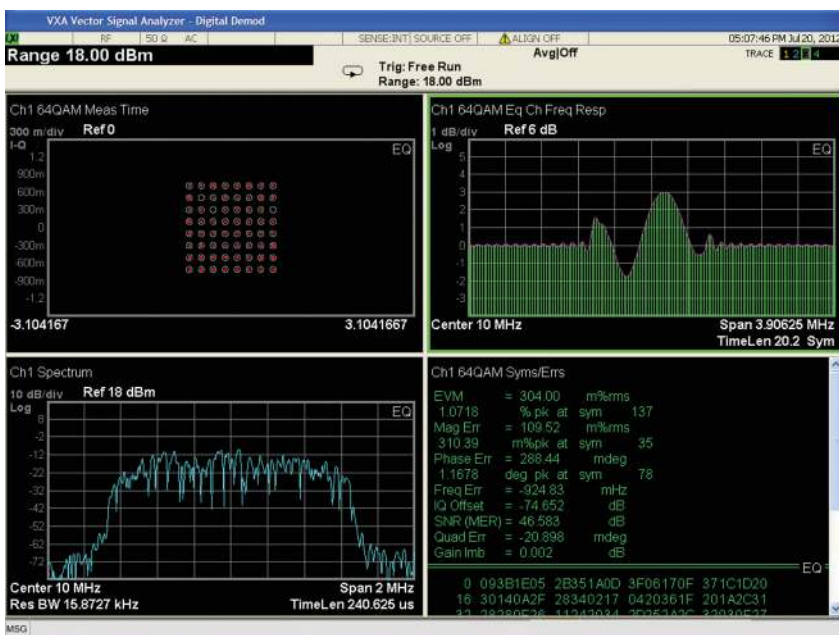 VXA Vector Signal Analyzer - Digital Demod
LXI RF 50 Ω AC SENSE:INT SOURCE OFF ALIGN OFF 05:07:46 PM Jul 20, 2012
Range 18.00 dBm
Trig: Free Run
Range: 18.00 dBm
Avg|Off
TRACE 1 2 3 4
Ch1 64QAM Meas Time
300 m/div Ref 0
I-Q
EQ
1.2
900m
600m
300m
0
-300m
-600m
-900m
-1.2
-3.104167 3.1041667
Ch1 64QAM Eq Ch Freq Resp
1 dB/div Ref 6 dB
Log
EQ
5
4
3
2
1
0
-1
-2
-3
Center 10 MHz Span 3.90625 MHz
TimeLen 20.2 Sym
Ch1 Spectrum
10 dB/div Ref 18 dBm
Log
EQ
8
-2
-12
-22
-32
-42
-52
-62
-72
Center 10 MHz Span 2 MHz
Res BW 15.8727 kHz TimeLen 240.625 us
Ch1 64QAM Syms/Errs
EVM = 304.00 m%rms
1.0718 % pk at sym 137
Mag Err = 109.52 m%rms
310.39 m%pk at sym 35
Phase Err = 288.44 mdeg
1.1678 deg pk at sym 78
Freq Err = -924.83 mHz
IQ Offset = -74.652 dB
SNR (MER) = 46.583 dB
Quad Err = -20.898 mdeg
Gain Imb = 0.002 dB
EQ
0 093B1E05 2B351A0D 3F06170F 371C1D20
16 30140A2F 28340217 0420361F 201A2C31
MSG